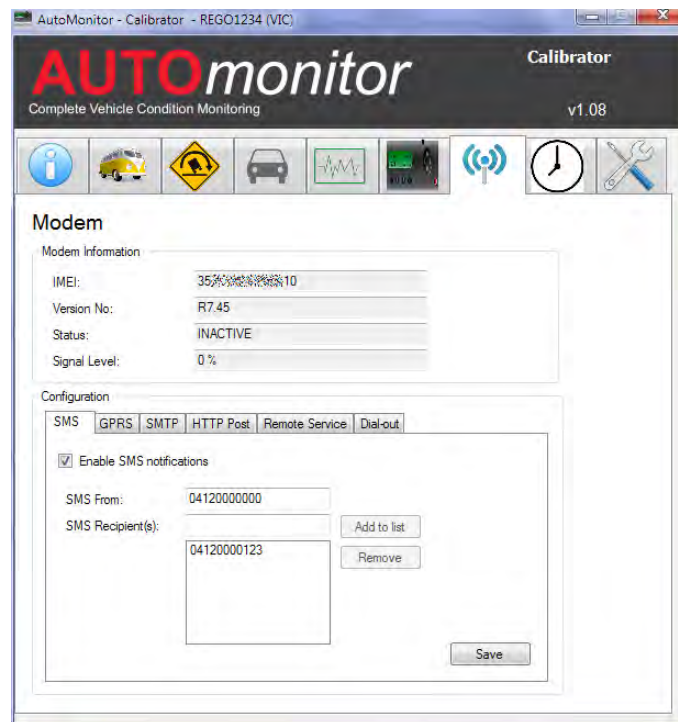 AutoMonitor - Calibrator - REGO1234 (VIC)
AUTOmonitor
Complete Vehicle Condition Monitoring
Calibrator
v1.08
Modem
Modem Information
IMEI: 35 10
Version No: R7.45
Status: INACTIVE
Signal Level: 0 %
Configuration
SMS GPRS SMTP HTTP Post Remote Service Dial-out
Enable SMS notifications
SMS From: 04120000000
SMS Recipient(s): Add to list
04120000123 Remove
Save